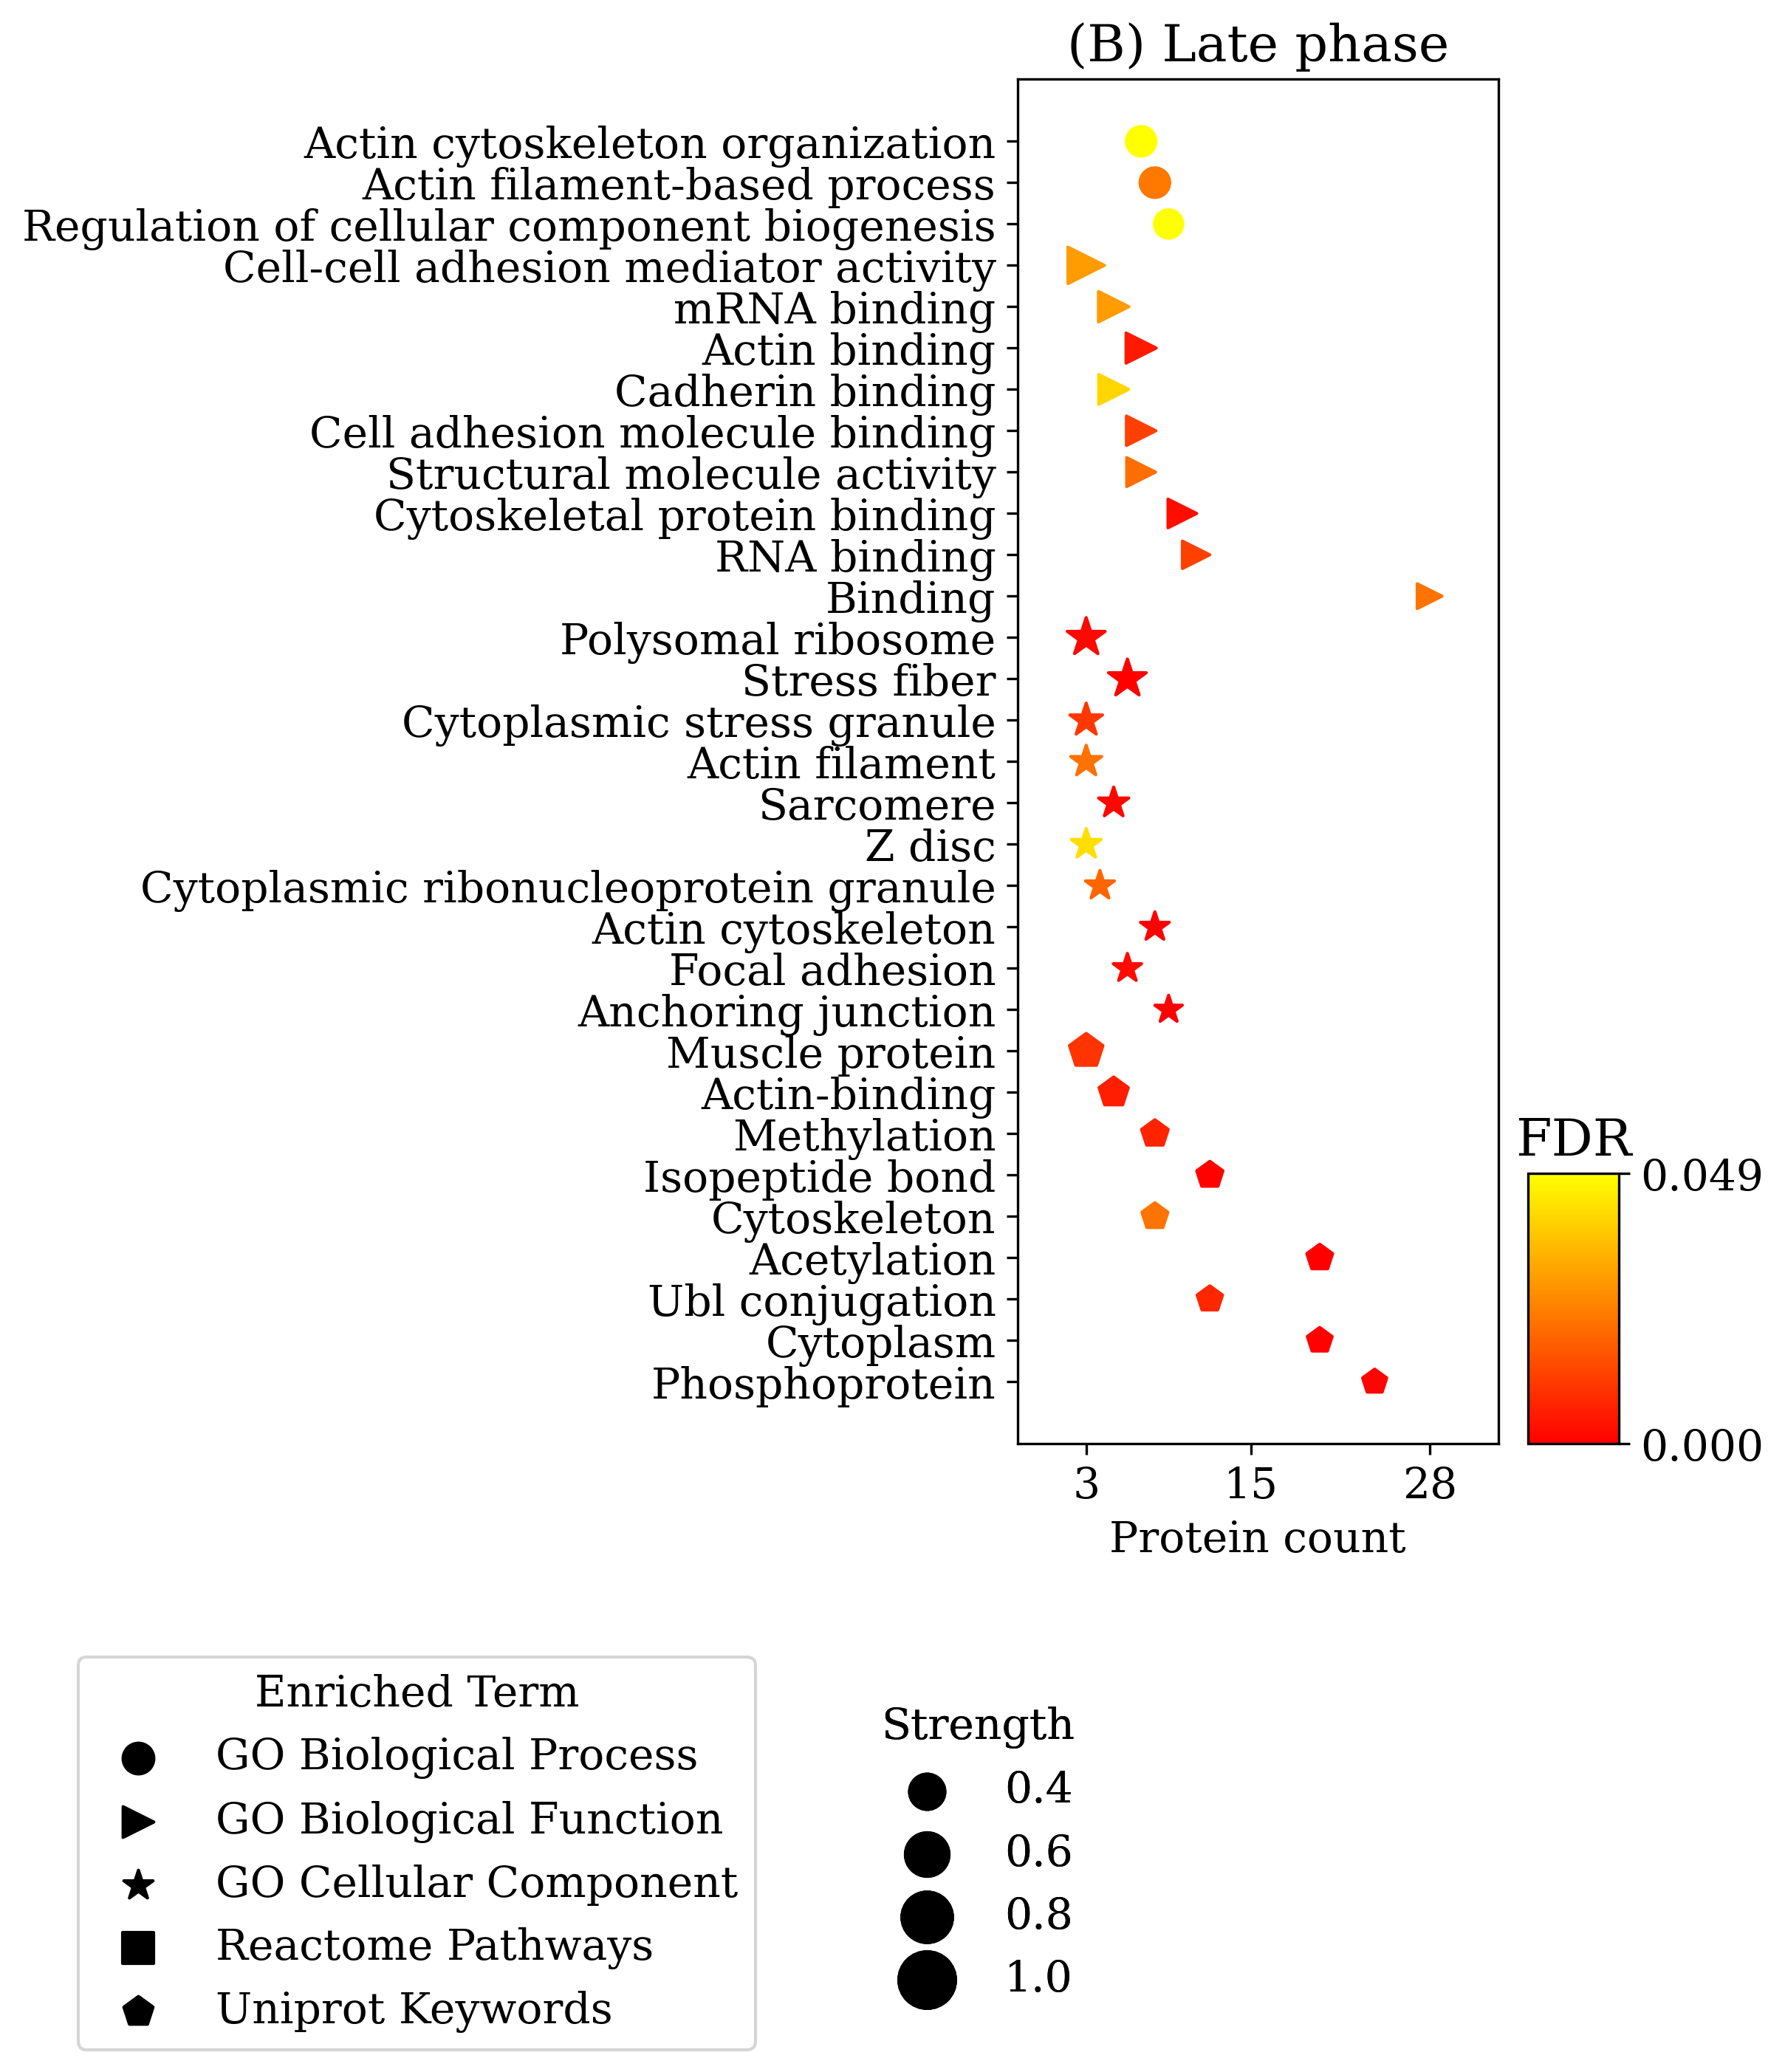 (B) Late phase
Actin cytoskeleton organization
Actin filament-based process
Regulation of cellular component biogenesis
Cell-cell adhesion mediator activity
mRNA binding
Actin binding
Cadherin binding
Cell adhesion molecule binding
Structural molecule activity
Cytoskeletal protein binding
RNA binding
Binding
Polysomal ribosome
Stress fiber
Cytoplasmic stress granule
Actin filament
Sarcomere
Z disc
Cytoplasmic ribonucleoprotein granule
Actin cytoskeleton
Focal adhesion
Anchoring junction
Muscle protein
Actin-binding
Methylation
Isopeptide bond
Cytoskeleton
Acetylation
Ubl conjugation
Cytoplasm
Phosphoprotein
3 15 28
Protein count
FDR
0.049
0.000
Enriched Term
GO Biological Process
GO Biological Function
GO Cellular Component
Reactome Pathways
Uniprot Keywords
Strength
0.4
0.6
0.8
1.0